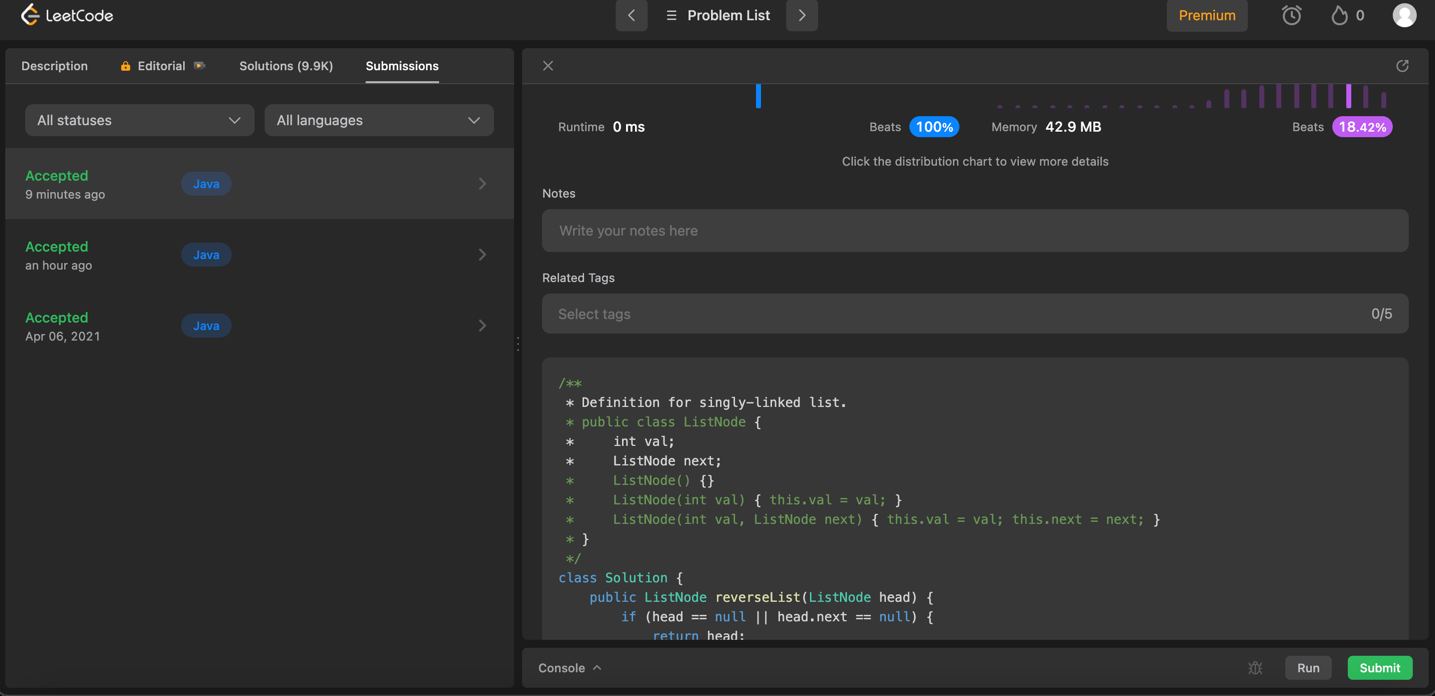 LeetCode
Problem List
Premium
0
Description
Editorial
Solutions (9.9K)
Submissions
All statuses
All languages
Accepted
9 minutes ago
Java
Accepted
an hour ago
Java
Accepted
Apr 06, 2021
Java
Runtime 0 ms
Beats 100%
Memory 42.9 MB
Beats 18.42%
Click the distribution chart to view more details
Notes
Write your notes here
Related Tags
Select tags
0/5
/**
 * Definition for singly-linked list.
 * public class ListNode {
 *     int val;
 *     ListNode next;
 *     ListNode() {}
 *     ListNode(int val) { this.val = val; }
 *     ListNode(int val, ListNode next) { this.val = val; this.next = next; }
 * }
 */
class Solution {
    public ListNode reverseList(ListNode head) {
        if (head == null || head.next == null) {
            return head;
Console
Run
Submit